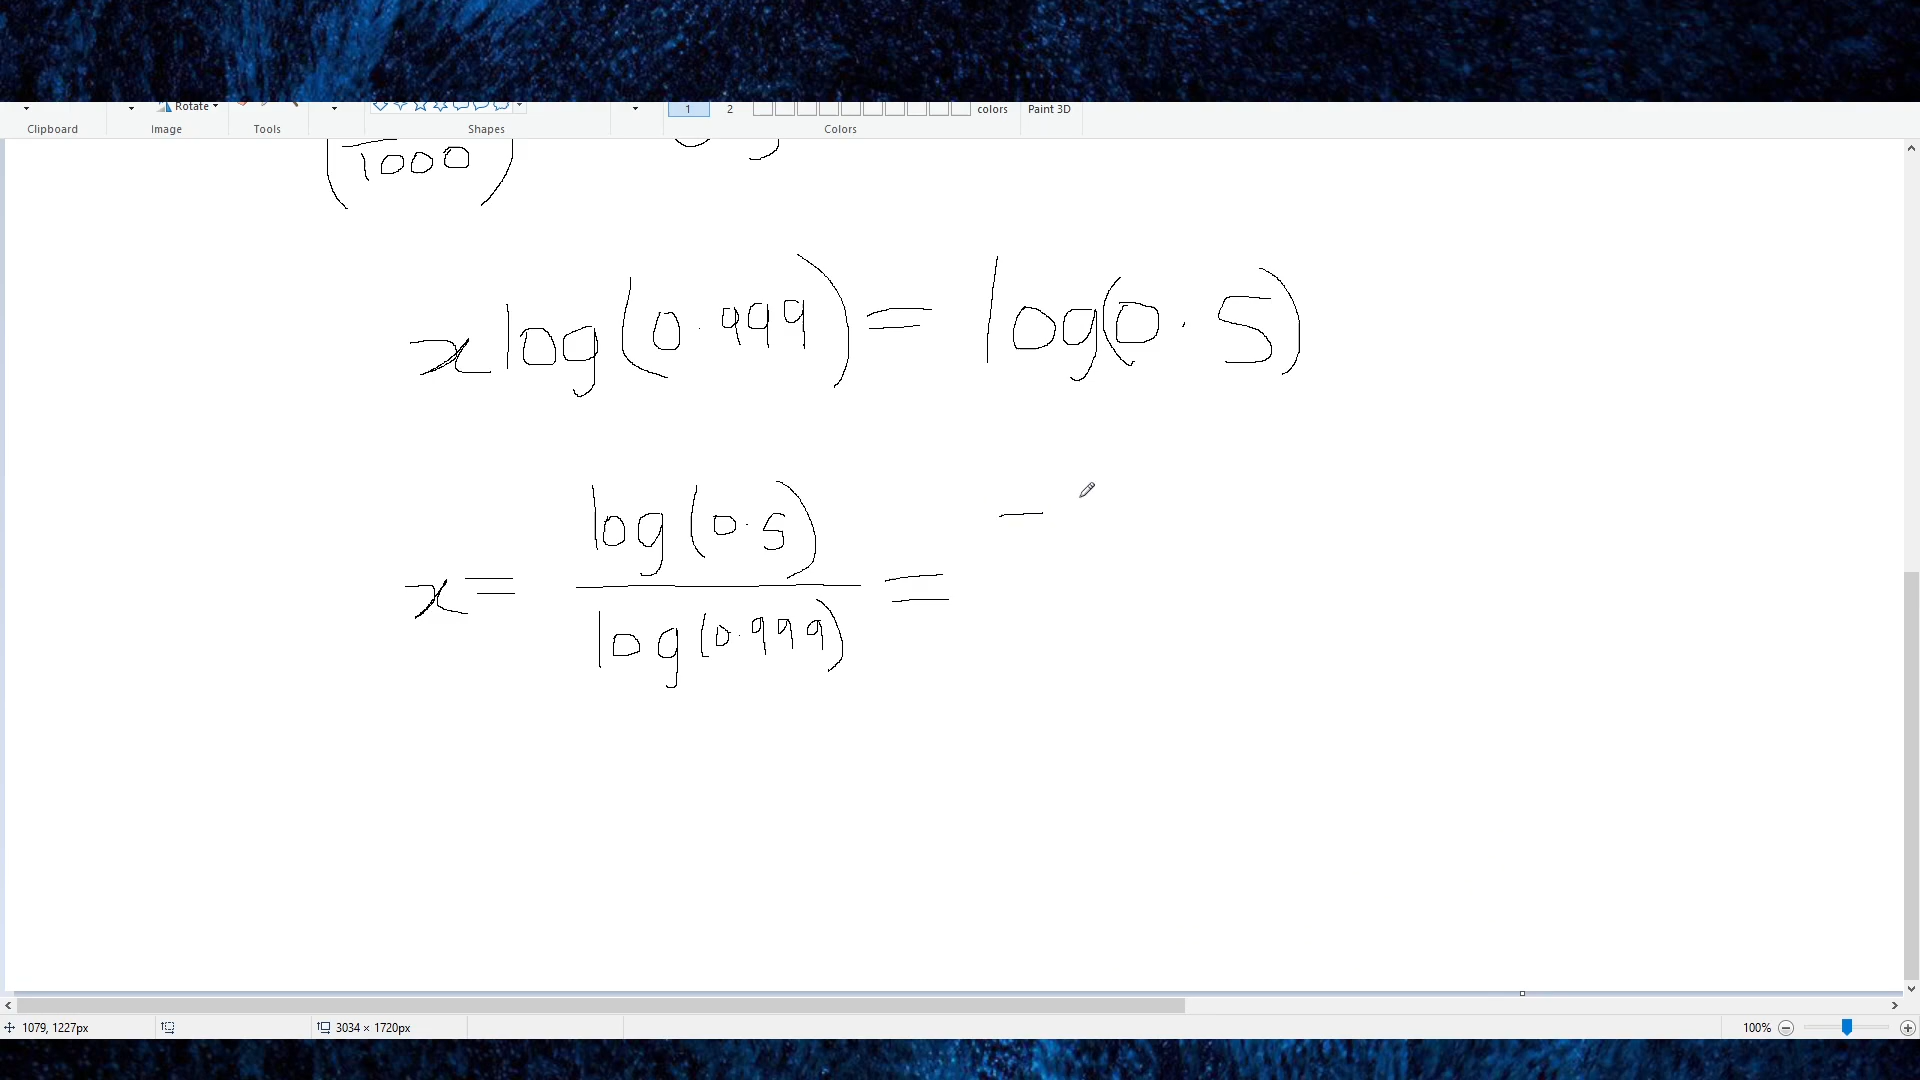 Rotate
1 2 colors Paint 3D
Clipboard Image Tools Shapes Colors
1000
x log(0.999) = log(0.5)
x = log(0.5) / log(0.999) = −
1079, 1227px 3034 × 1720px 100%